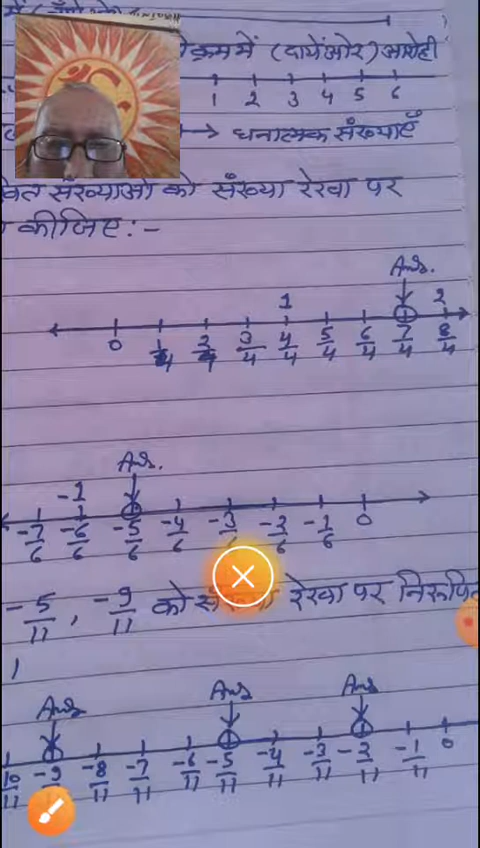 क्रम में (दायें ओर) आरोही
1 2 3 4 5 6
→ धनात्मक संख्याएँ
संख्याओं को संख्या रेखा पर
कीजिए:-
Ans.
1 2
0 1/4 2/4 3/4 4/4 5/4 6/4 7/4 8/4
Ans.
-1
-7/6 -6/6 -5/6 -4/6 -3/6 -2/6 -1/6 0
-5/11, -9/11 को संख्या रेखा पर निरूपित
।
Ans Ans Ans
10/11 -9 -8/11 -7/11 -6/11 -5/11 -4/11 -3/11 -2/11 -1/11 0